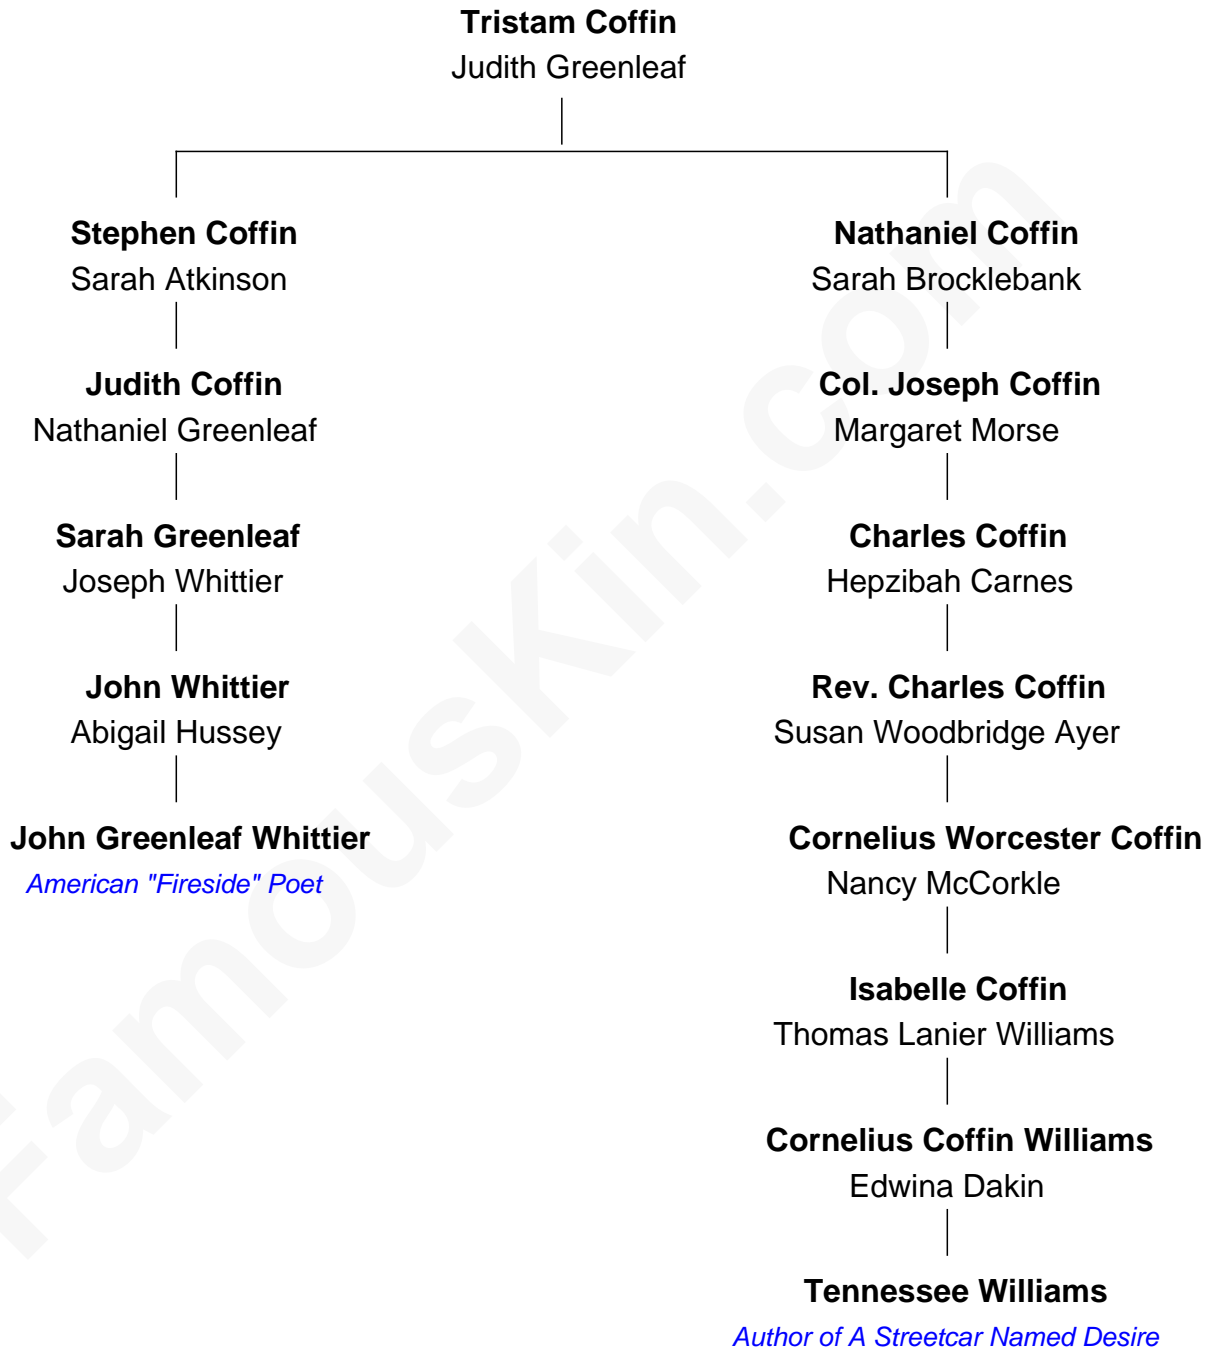 Tristam Coffin
Judith Greenleaf
Stephen Coffin
Sarah Atkinson
Judith Coffin
Nathaniel Greenleaf
Sarah Greenleaf
Joseph Whittier
John Whittier
Abigail Hussey
John Greenleaf Whittier
American "Fireside" Poet
Nathaniel Coffin
Sarah Brocklebank
Col. Joseph Coffin
Margaret Morse
Charles Coffin
Hepzibah Carnes
Rev. Charles Coffin
Susan Woodbridge Ayer
Cornelius Worcester Coffin
Nancy McCorkle
Isabelle Coffin
Thomas Lanier Williams
Cornelius Coffin Williams
Edwina Dakin
Tennessee Williams
Author of A Streetcar Named Desire
FamousKin.com